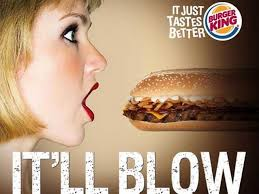 IT JUST
TASTES
BETTER
BURGER
KING
IT'LL BLOW